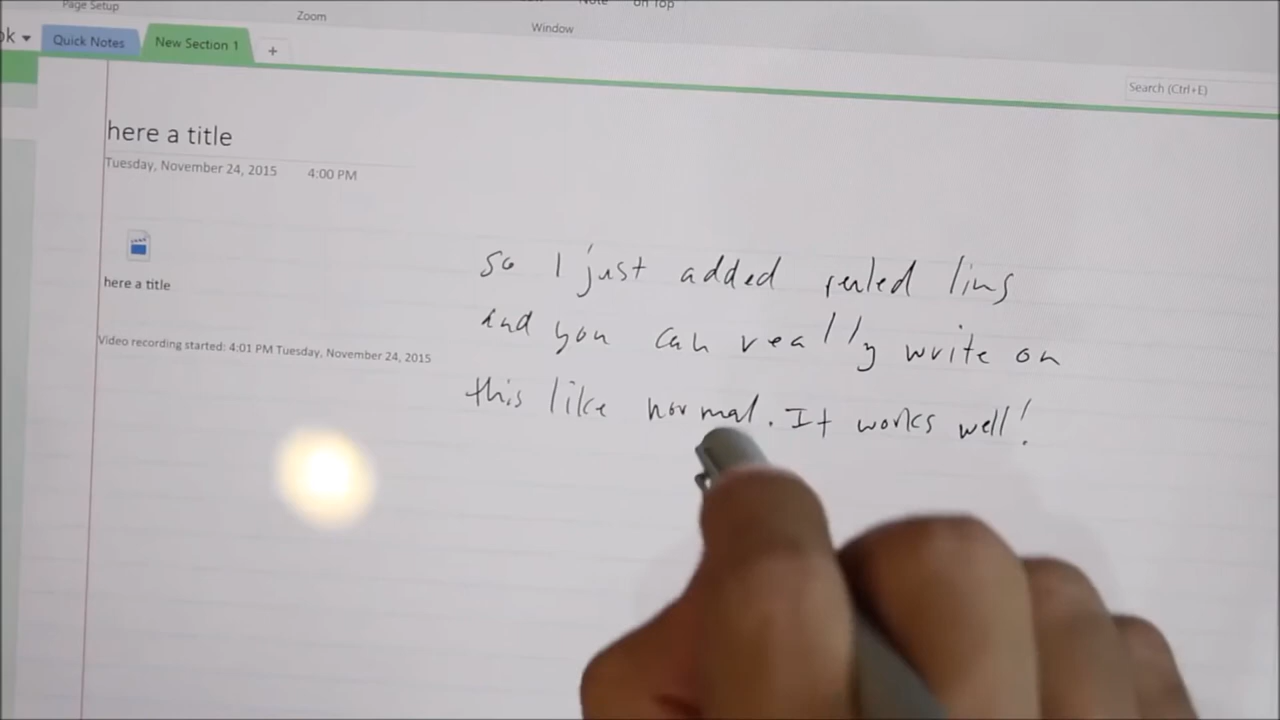 Page Setup
Zoom
Window
on Top
Quick Notes
New Section 1
+
Search (Ctrl+E)
here a title
Tuesday, November 24, 2015 4:00 PM
here a title
Video recording started: 4:01 PM Tuesday, November 24, 2015
so I just added ruled lins
and you can really write on
this like normal. It works well!